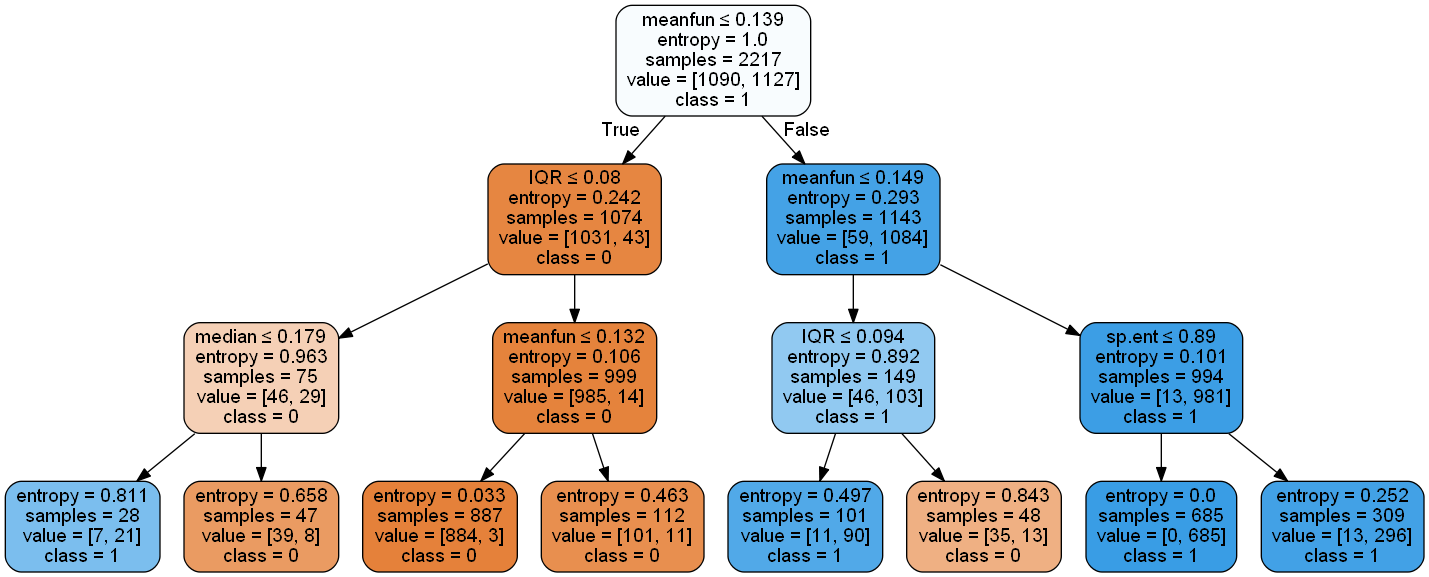 meanfun ≤ 0.139
entropy = 1.0
samples = 2217
value = [1090, 1127]
class = 1
True
False
IQR ≤ 0.08
entropy = 0.242
samples = 1074
value = [1031, 43]
class = 0
meanfun ≤ 0.149
entropy = 0.293
samples = 1143
value = [59, 1084]
class = 1
median ≤ 0.179
entropy = 0.963
samples = 75
value = [46, 29]
class = 0
meanfun ≤ 0.132
entropy = 0.106
samples = 999
value = [985, 14]
class = 0
IQR ≤ 0.094
entropy = 0.892
samples = 149
value = [46, 103]
class = 1
sp.ent ≤ 0.89
entropy = 0.101
samples = 994
value = [13, 981]
class = 1
entropy = 0.811
samples = 28
value = [7, 21]
class = 1
entropy = 0.658
samples = 47
value = [39, 8]
class = 0
entropy = 0.033
samples = 887
value = [884, 3]
class = 0
entropy = 0.463
samples = 112
value = [101, 11]
class = 0
entropy = 0.497
samples = 101
value = [11, 90]
class = 1
entropy = 0.843
samples = 48
value = [35, 13]
class = 0
entropy = 0.0
samples = 685
value = [0, 685]
class = 1
entropy = 0.252
samples = 309
value = [13, 296]
class = 1